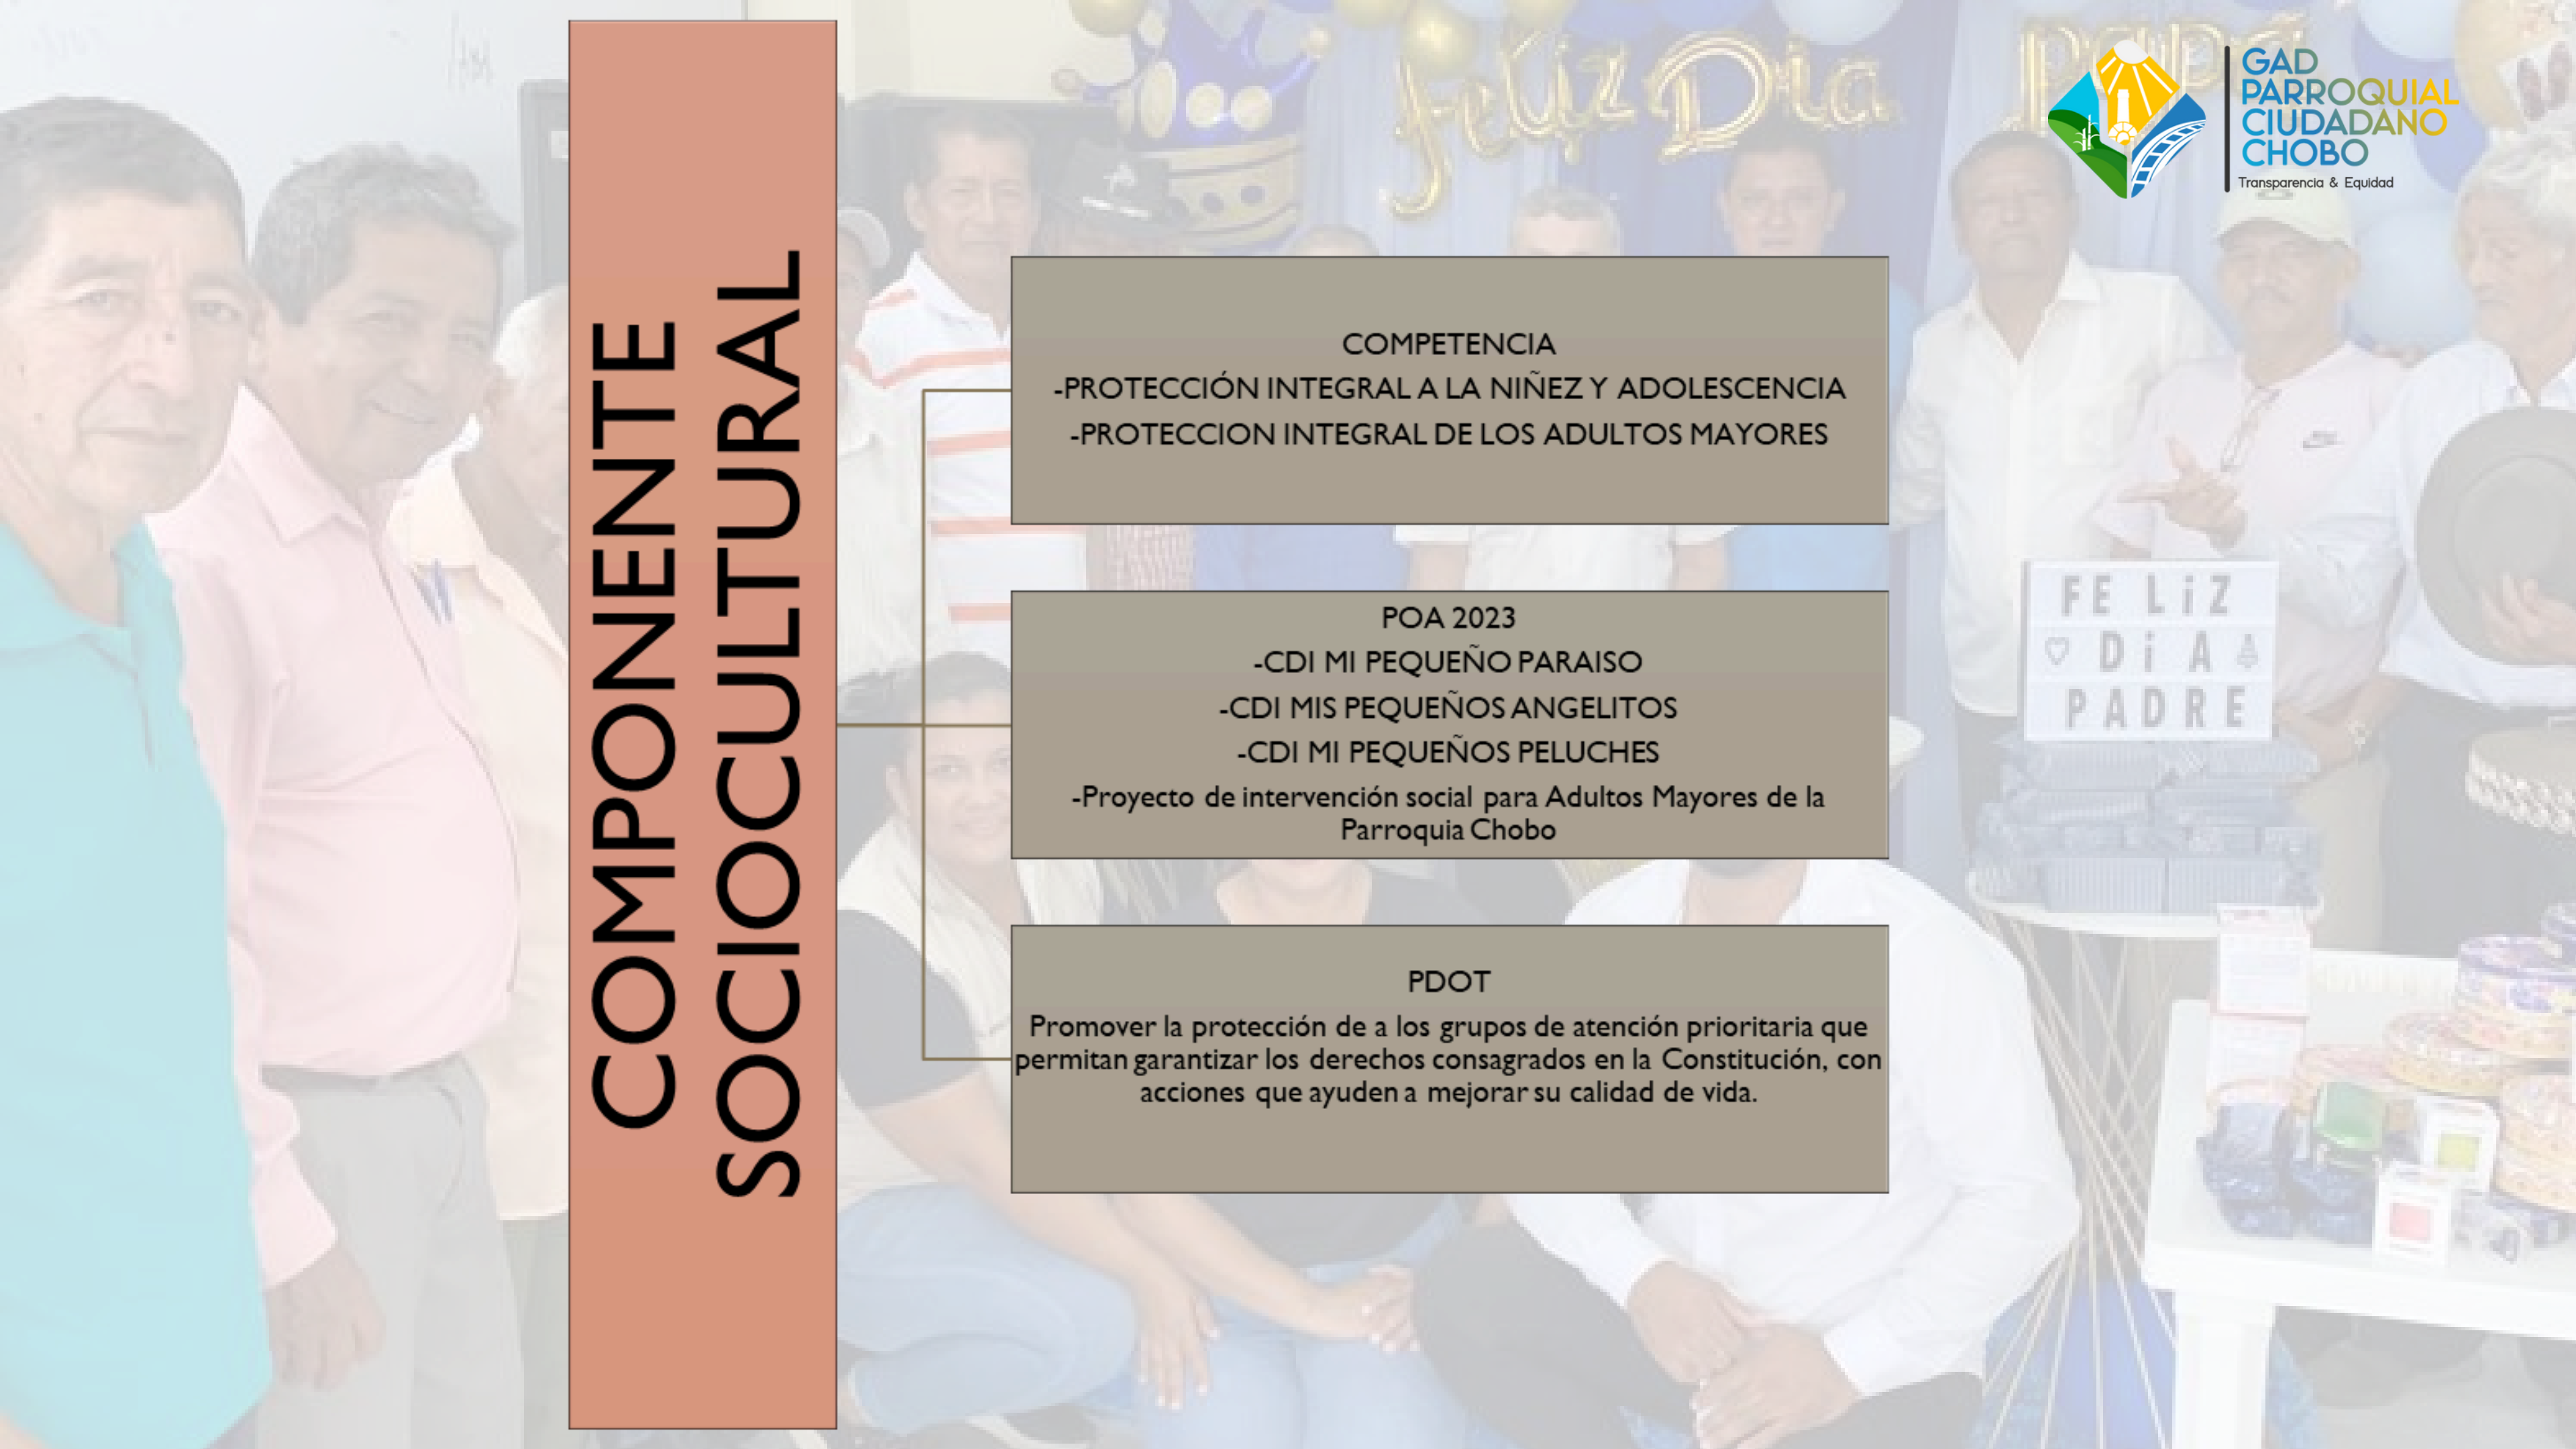 Feliz Dia
papá
GAD
PARROQUIAL
CIUDADANO
CHOBO
Transparencia & Equidad
COMPONENTE
SOCIOCULTURAL
COMPETENCIA
-PROTECCIÓN INTEGRAL A LA NIÑEZ Y ADOLESCENCIA
-PROTECCION INTEGRAL DE LOS ADULTOS MAYORES
POA 2023
-CDI MI PEQUEÑO PARAISO
-CDI MIS PEQUEÑOS ANGELITOS
-CDI MI PEQUEÑOS PELUCHES
-Proyecto de intervención social para Adultos Mayores de la
Parroquia Chobo
PDOT
Promover la protección de a los grupos de atención prioritaria que
permitan garantizar los derechos consagrados en la Constitución, con
acciones que ayuden a mejorar su calidad de vida.
FELiZ
DiA
PADRE